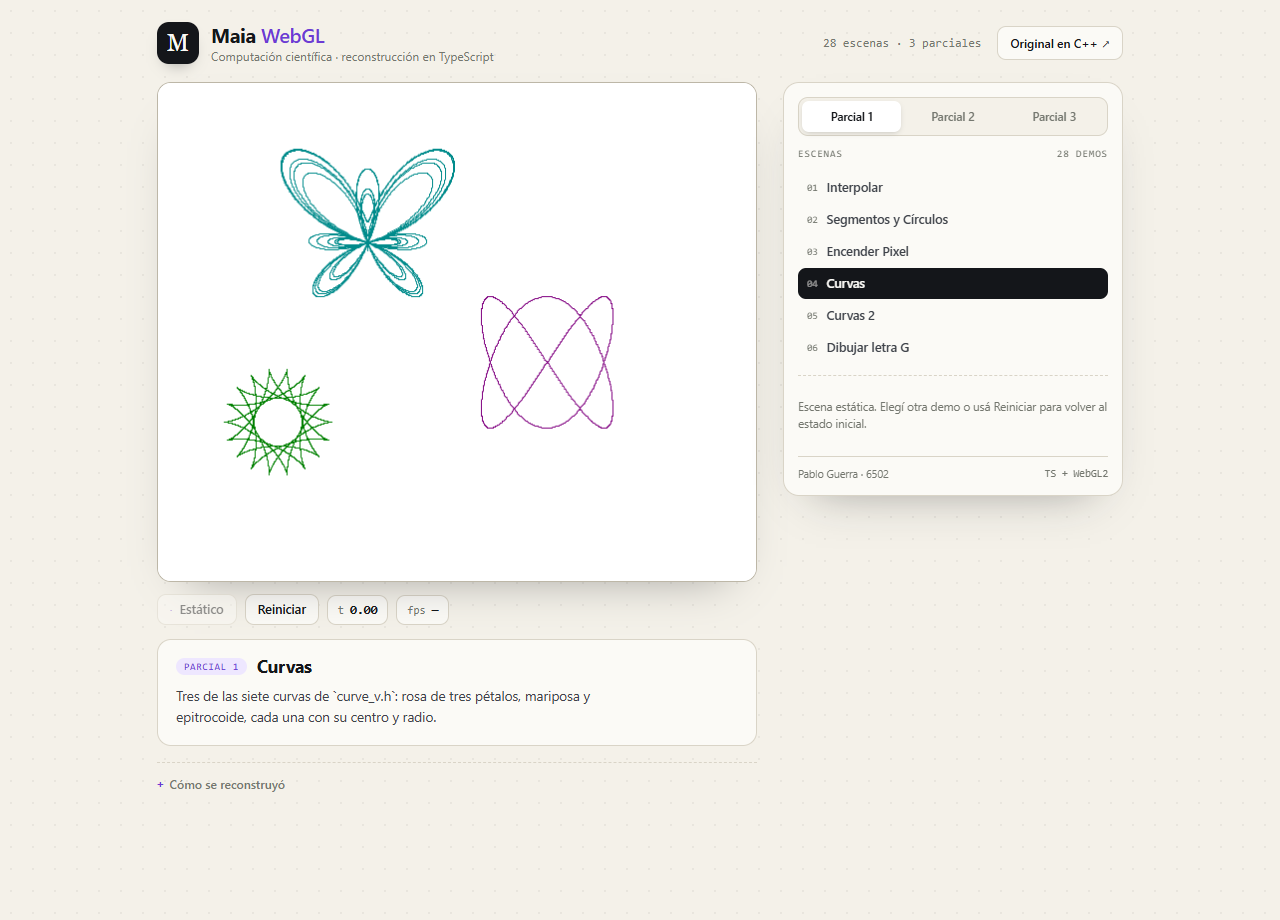 M
Maia WebGL
Computación científica · reconstrucción en TypeScript
28 escenas · 3 parciales
Original en C++ ↗
Parcial 1
Parcial 2
Parcial 3
ESCENAS
28 DEMOS
01 Interpolar
02 Segmentos y Círculos
03 Encender Pixel
04 Curvas
05 Curvas 2
06 Dibujar letra G
Escena estática. Elegí otra demo o usá Reiniciar para volver al
estado inicial.
Pablo Guerra · 6502
TS + WebGL2
· Estático
Reiniciar
t 0.00
fps —
PARCIAL 1
Curvas
Tres de las siete curvas de `curve_v.h`: rosa de tres pétalos, mariposa y
epitrocoide, cada una con su centro y radio.
+ Cómo se reconstruyó